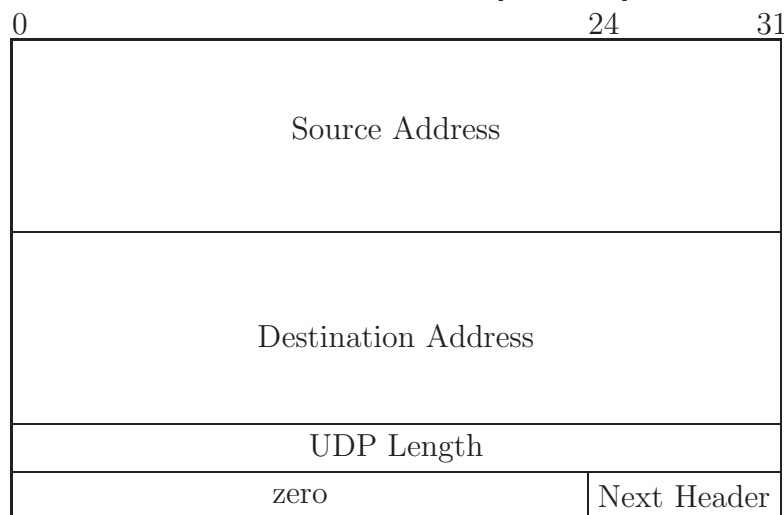 0 24 31
Source Address
Destination Address
UDP Length
zero Next Header